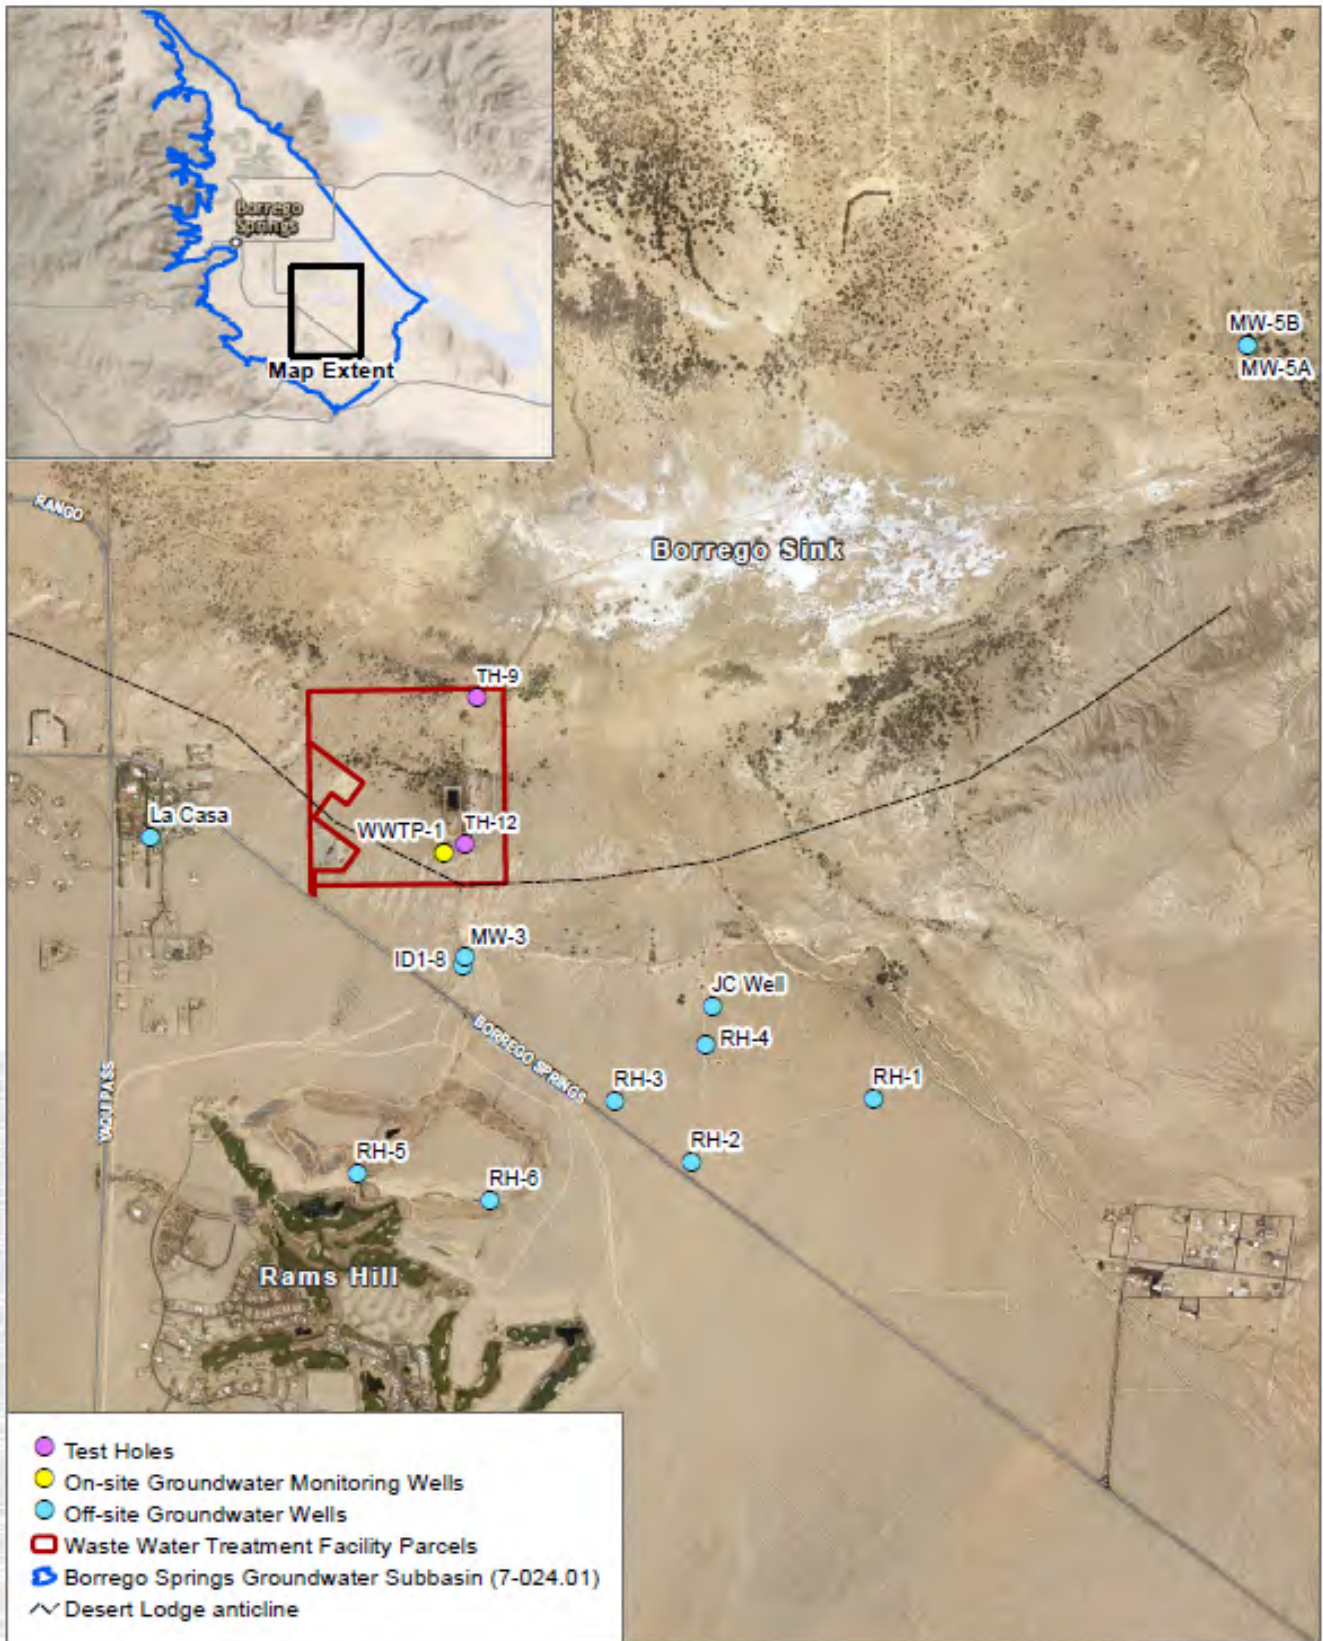 Borrego
Springs
Map Extent
MW-5B
MW-5A
RANGO
Borrego Sink
TH-9
La Casa
WWTP-1
TH-12
MW-3
ID1-8
JC Well
RH-4
BORREGO SPRINGS
RH-3
RH-1
YAQUI PASS
RH-2
RH-5
RH-6
Rams Hill
Test Holes
On-site Groundwater Monitoring Wells
Off-site Groundwater Wells
Waste Water Treatment Facility Parcels
Borrego Springs Groundwater Subbasin (7-024.01)
Desert Lodge anticline